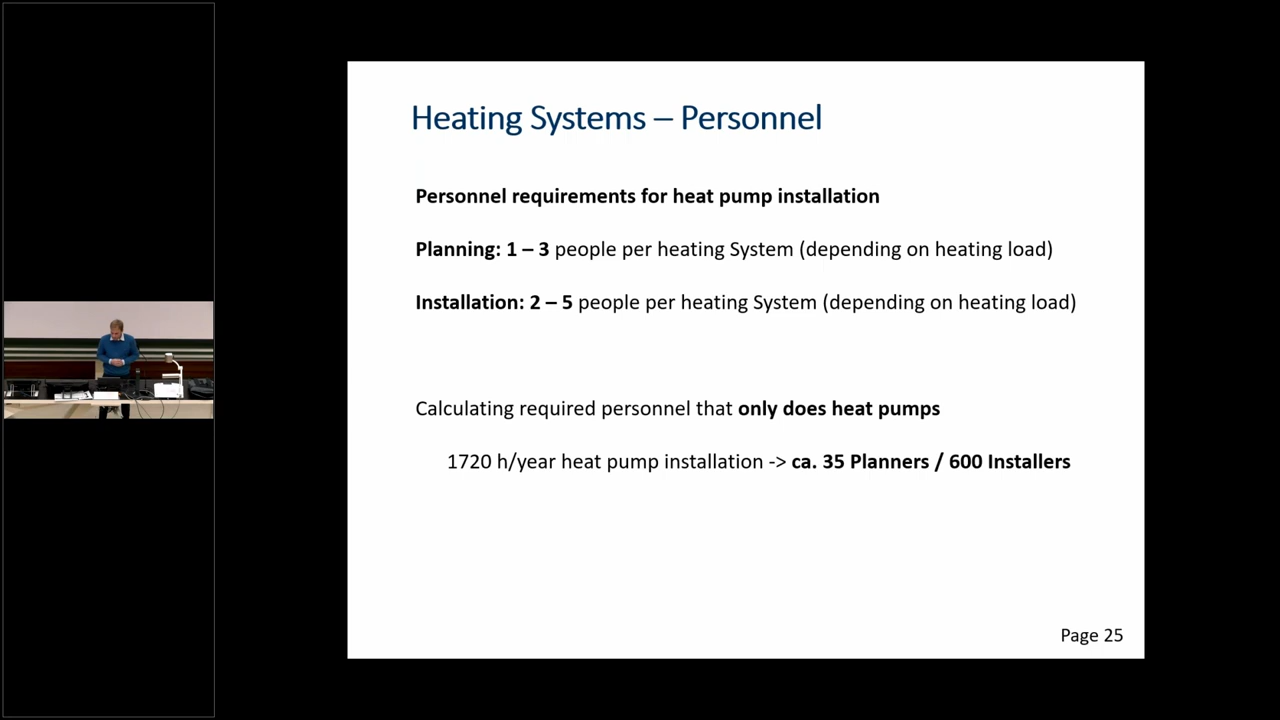 Heating Systems – Personnel
Personnel requirements for heat pump installation
Planning: 1 – 3 people per heating System (depending on heating load)
Installation: 2 – 5 people per heating System (depending on heating load)
Calculating required personnel that only does heat pumps
1720 h/year heat pump installation -> ca. 35 Planners / 600 Installers
Page 25